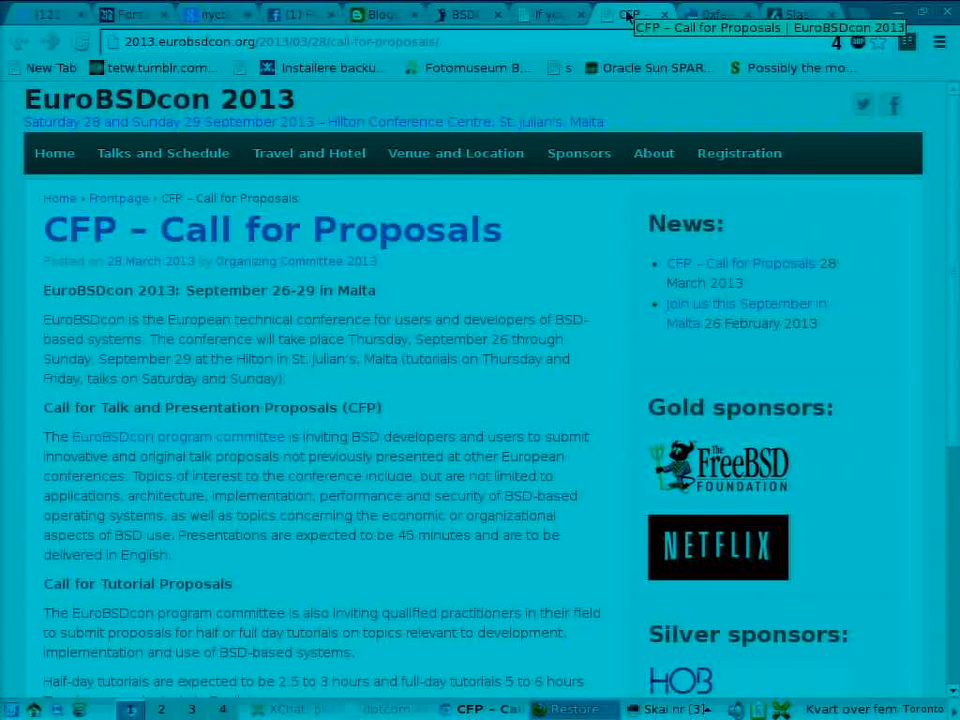 New Tab tetw.tumblr.com... Installere backu... Fotomuseum B... s Oracle Sun SPAR... Possibly the mo...
CFP – Call for Proposals | EuroBSDcon 2013
2013.eurobsdcon.org/2013/03/28/call-for-proposals/
4
EuroBSDcon 2013
Saturday 28 and Sunday 29 September 2013 – Hilton Conference Centre, St. Julian's, Malta
Home Talks and Schedule Travel and Hotel Venue and Location Sponsors About Registration
Home › Frontpage › CFP – Call for Proposals
CFP – Call for Proposals
Posted on 28 March 2013 by Organizing Committee 2013
EuroBSDcon 2013: September 26-29 in Malta
EuroBSDcon is the European technical conference for users and developers of BSD-
based systems. The conference will take place Thursday, September 26 through
Sunday, September 29 at the Hilton in St. Julian's, Malta (tutorials on Thursday and
Friday, talks on Saturday and Sunday).
Call for Talk and Presentation Proposals (CFP)
The EuroBSDcon program committee is inviting BSD developers and users to submit
innovative and original talk proposals not previously presented at other European
conferences. Topics of interest to the conference include, but are not limited to
applications, architecture, implementation, performance and security of BSD-based
operating systems, as well as topics concerning the economic or organizational
aspects of BSD use. Presentations are expected to be 45 minutes and are to be
delivered in English.
Call for Tutorial Proposals
The EuroBSDcon program committee is also inviting qualified practitioners in their field
to submit proposals for half or full day tutorials on topics relevant to development,
implementation and use of BSD-based systems.
Half-day tutorials are expected to be 2.5 to 3 hours and full-day tutorials 5 to 6 hours
News:
CFP – Call for Proposals 28
March 2013
Join us this September in
Malta 26 February 2013
Gold sponsors:
The
FreeBSD
FOUNDATION
NETFLIX
Silver sponsors:
HOB
1 2 3 4 XChat: dotcom CFP – Cal Restore Skai nr [3] Kvart over fem Toronto